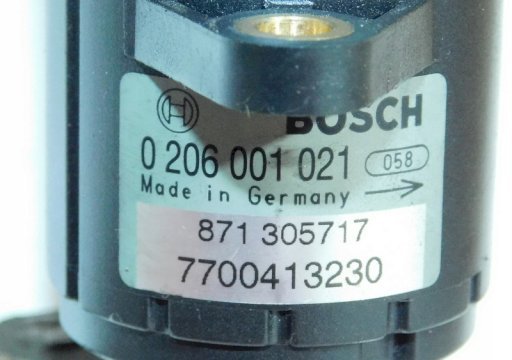 BOSCH
0 206 001 021 058
Made in Germany
871 305717
7700413230